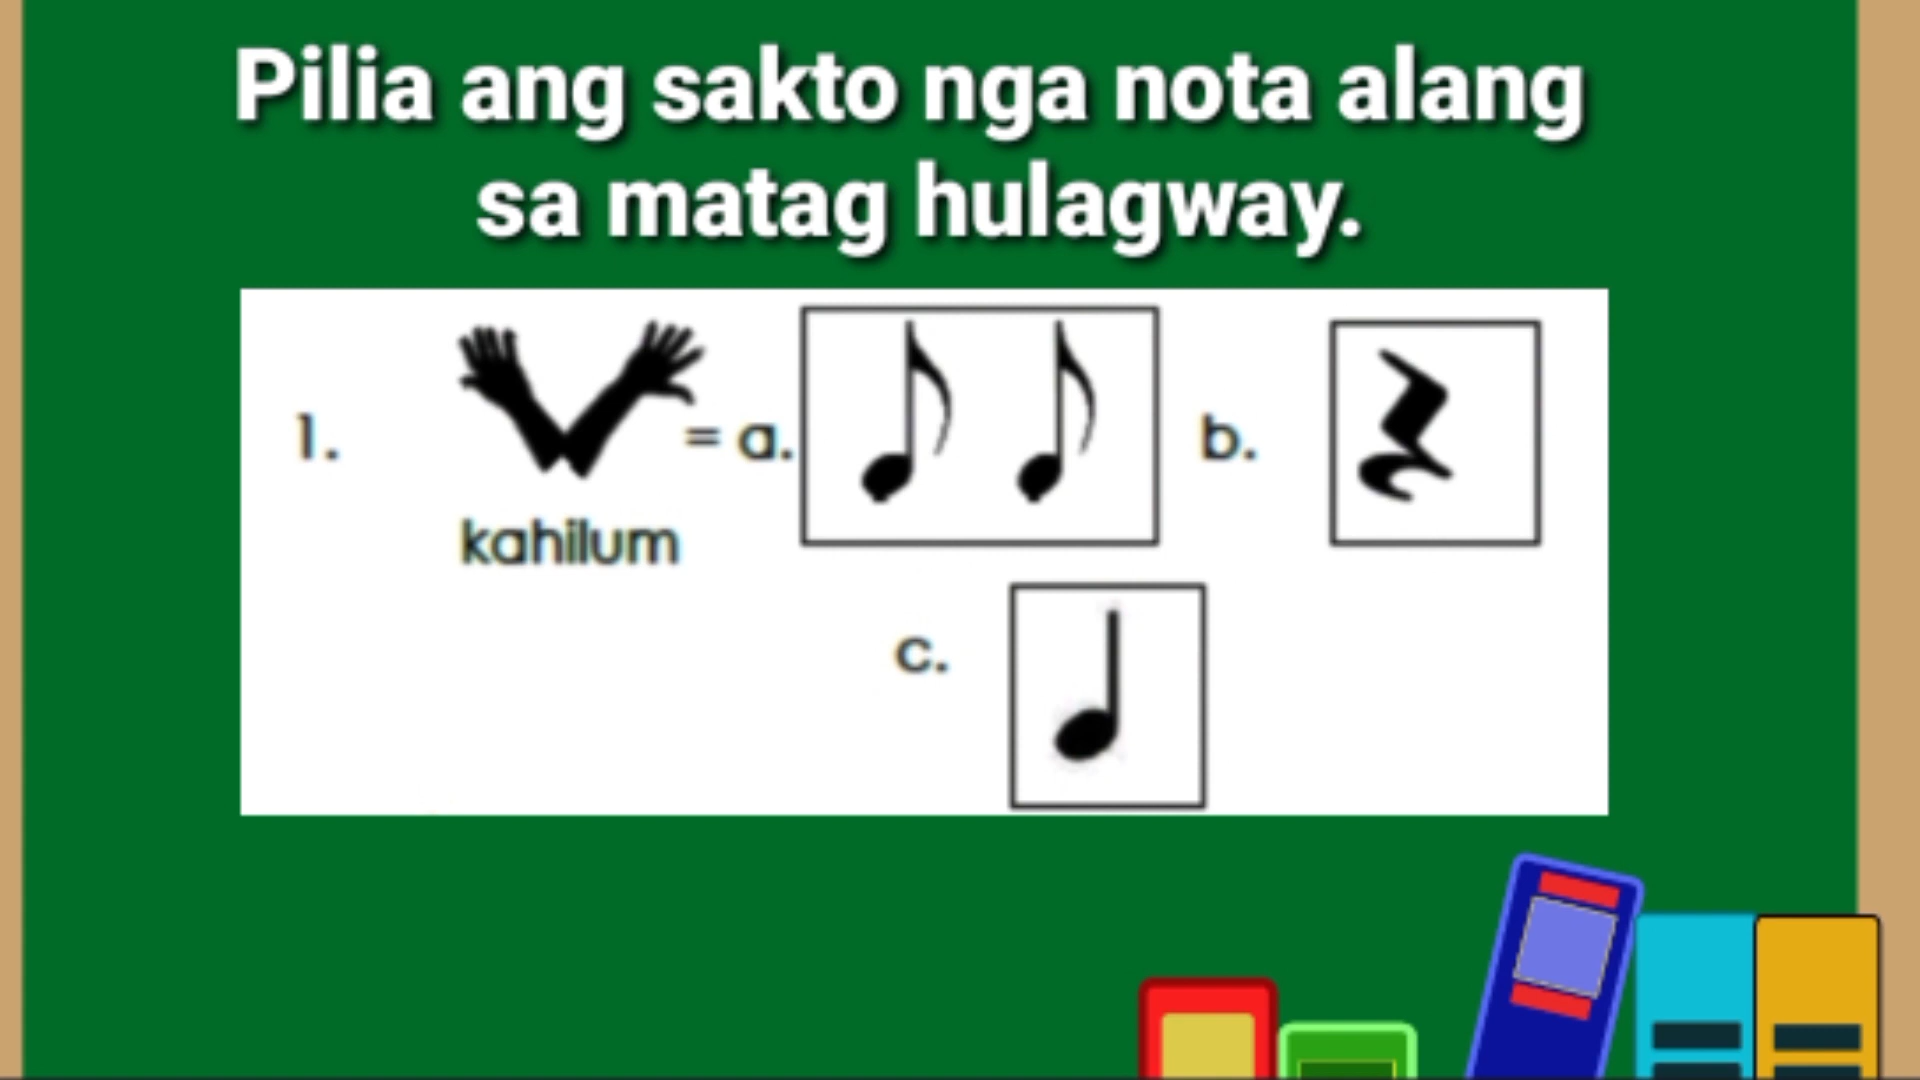 Pilia ang sakto nga nota alang
sa matag hulagway.
1.
= a.
b.
kahilum
c.